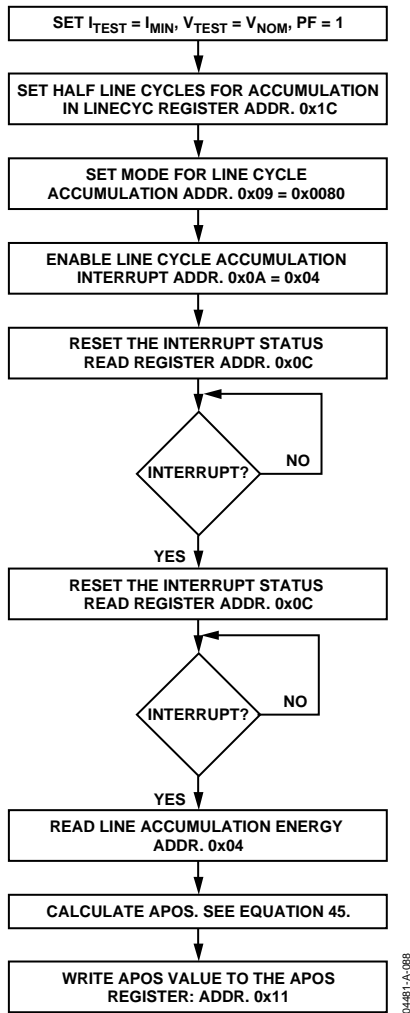 SET ITEST = IMIN, VTEST = VNOM, PF = 1
SET HALF LINE CYCLES FOR ACCUMULATION
IN LINECYC REGISTER ADDR. 0x1C
SET MODE FOR LINE CYCLE
ACCUMULATION ADDR. 0x09 = 0x0080
ENABLE LINE CYCLE ACCUMULATION
INTERRUPT ADDR. 0x0A = 0x04
RESET THE INTERRUPT STATUS
READ REGISTER ADDR. 0x0C
INTERRUPT?
NO
YES
RESET THE INTERRUPT STATUS
READ REGISTER ADDR. 0x0C
INTERRUPT?
NO
YES
READ LINE ACCUMULATION ENERGY
ADDR. 0x04
CALCULATE APOS. SEE EQUATION 45.
WRITE APOS VALUE TO THE APOS
REGISTER: ADDR. 0x11
04481-A-088